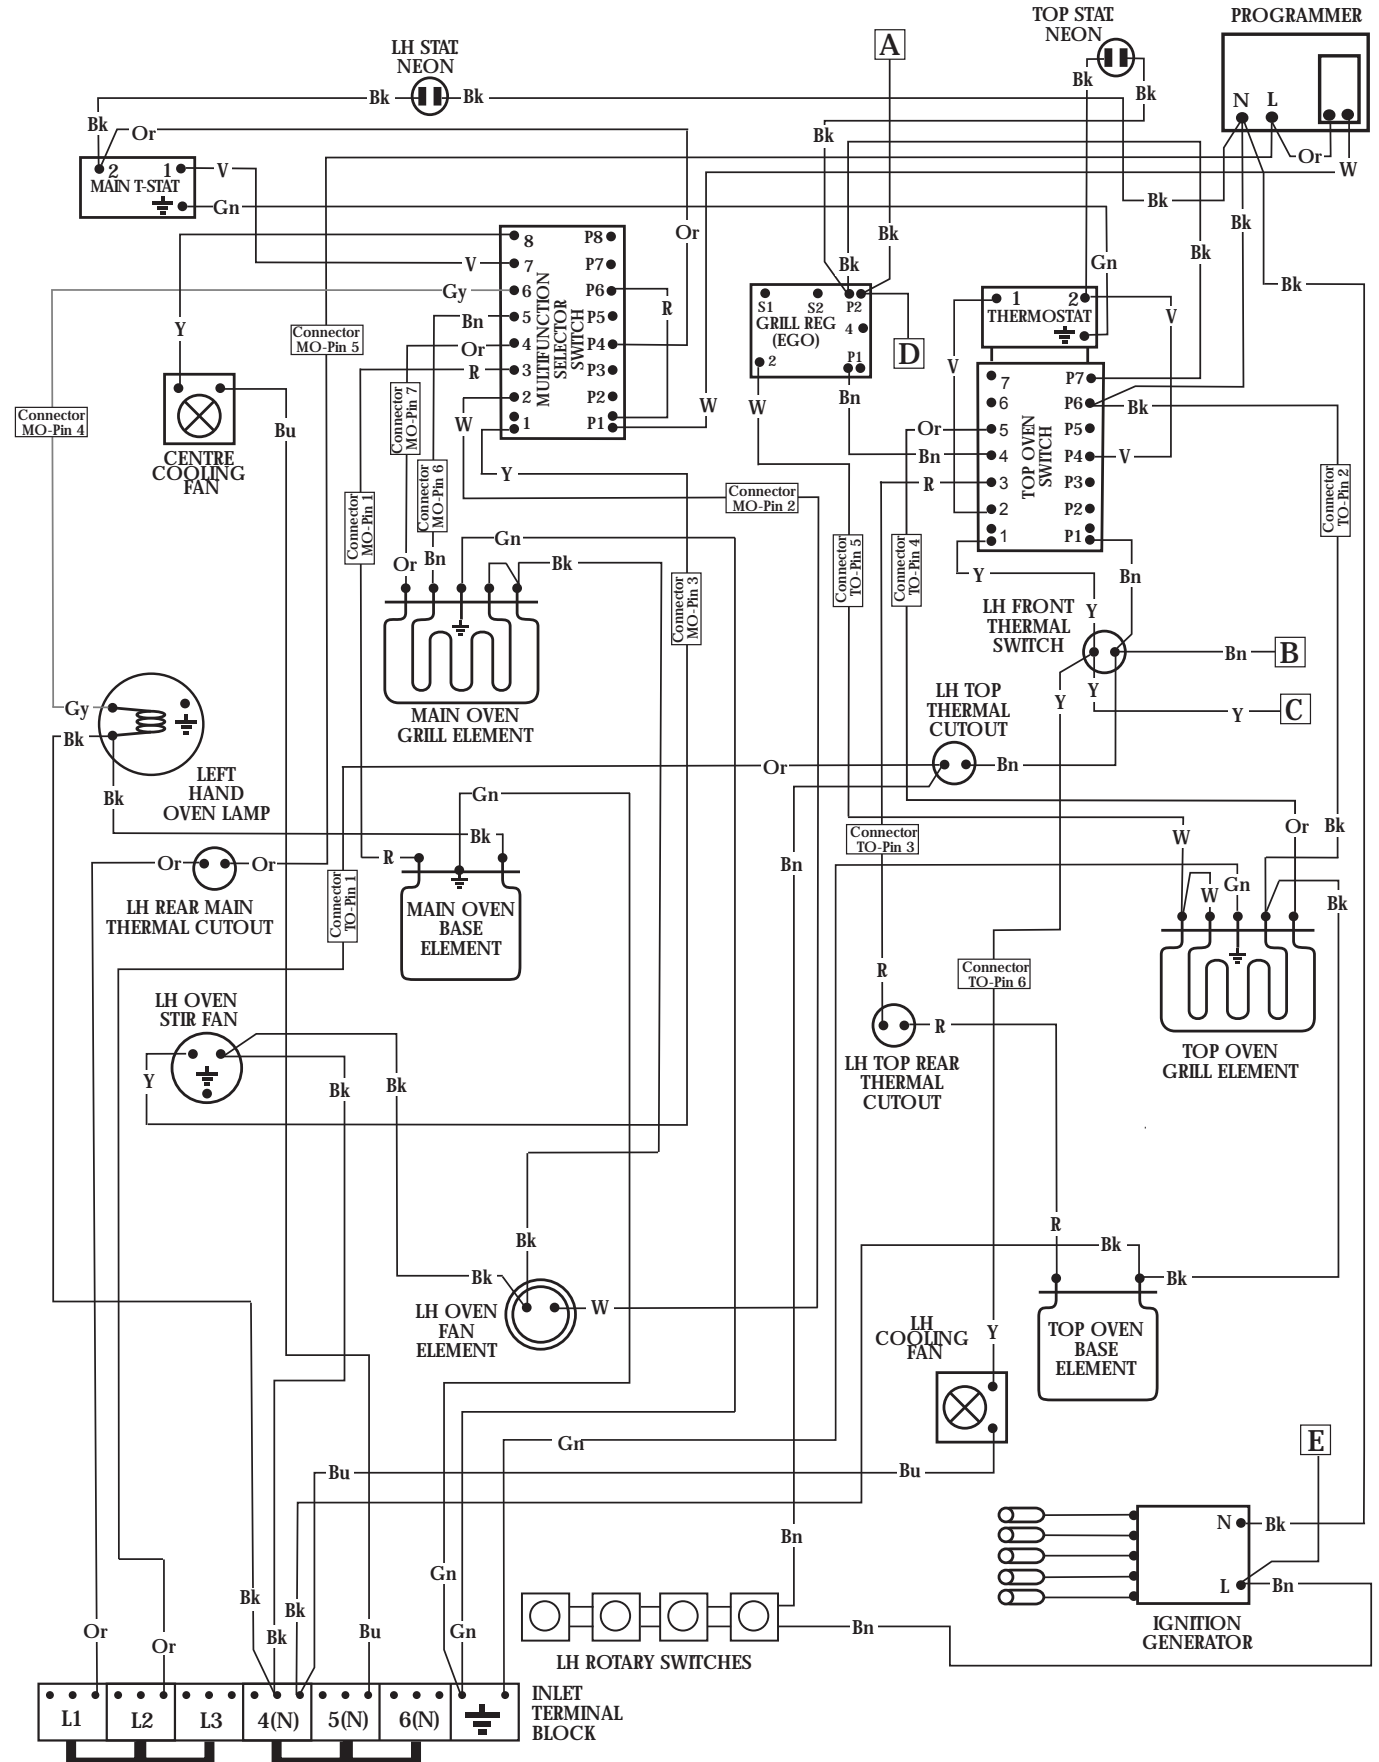 TOP STAT.
NEON
PROGRAMMER
LH STAT.
NEON
A
N
L
Bk
Bk
Bk
Bk
Bk
Or
Bk
Or
W
2
1
MAIN T-STAT
V
Gn
Bk
Bk
Or
Bk
Bk
Bk
Gn
Bk
8
7
6
5
4
3
2
1
P8
P7
P6
P5
P4
P3
P2
P1
MULTIFUNCTION
SELECTOR
SWITCH
V
Gy
Bn
Or
R
W
Y
R
Y
Connector
MO-Pin 5
S1
S2
P2
GRILL REG
(EGO)
4
P1
2
D
1
2
THERMOSTAT
V
V
7
6
5
4
3
2
1
P7
P6
P5
P4
P3
P2
P1
TOP OVEN
SWITCH
Bn
W
W
Or
Bn
R
Bk
V
Connector
MO-Pin 4
CENTRE
COOLING
FAN
Bu
Connector
MO-Pin 7
Connector
MO-Pin 6
Connector
MO-Pin 1
Connector
MO-Pin 2
Connector
TO-Pin 2
Connector
TO-Pin 5
Connector
TO-Pin 4
Connector
MO-Pin 3
Gn
Bk
Or
Bn
Y
Bn
Y
LH FRONT
THERMAL
SWITCH
Bn
B
Y
Y
Y
C
MAIN OVEN
GRILL ELEMENT
LH TOP
THERMAL
CUTOUT
Or
Bn
Gy
Bk
Bk
LEFT
HAND
OVEN LAMP
Gn
Bk
R
Or
Or
LH REAR MAIN
THERMAL CUTOUT
MAIN OVEN
BASE
ELEMENT
Connector
TO-Pin 1
Connector
TO-Pin 3
Bn
Or
Bk
W
W
Gn
Bk
R
Connector
TO-Pin 6
TOP OVEN
GRILL ELEMENT
LH OVEN
STIR FAN
Y
Bk
Bk
R
LH TOP REAR
THERMAL
CUTOUT
R
Bk
Bk
Bk
Bk
W
LH OVEN
FAN
ELEMENT
Y
LH
COOLING
FAN
TOP OVEN
BASE
ELEMENT
Gn
Bu
Bu
E
Bn
N
Bk
L
Bn
IGNITION
GENERATOR
Gn
Bk
Bk
Bk
Or
Or
Bu
Gn
Bn
LH ROTARY SWITCHES
L1
L2
L3
4(N)
5(N)
6(N)
INLET
TERMINAL
BLOCK